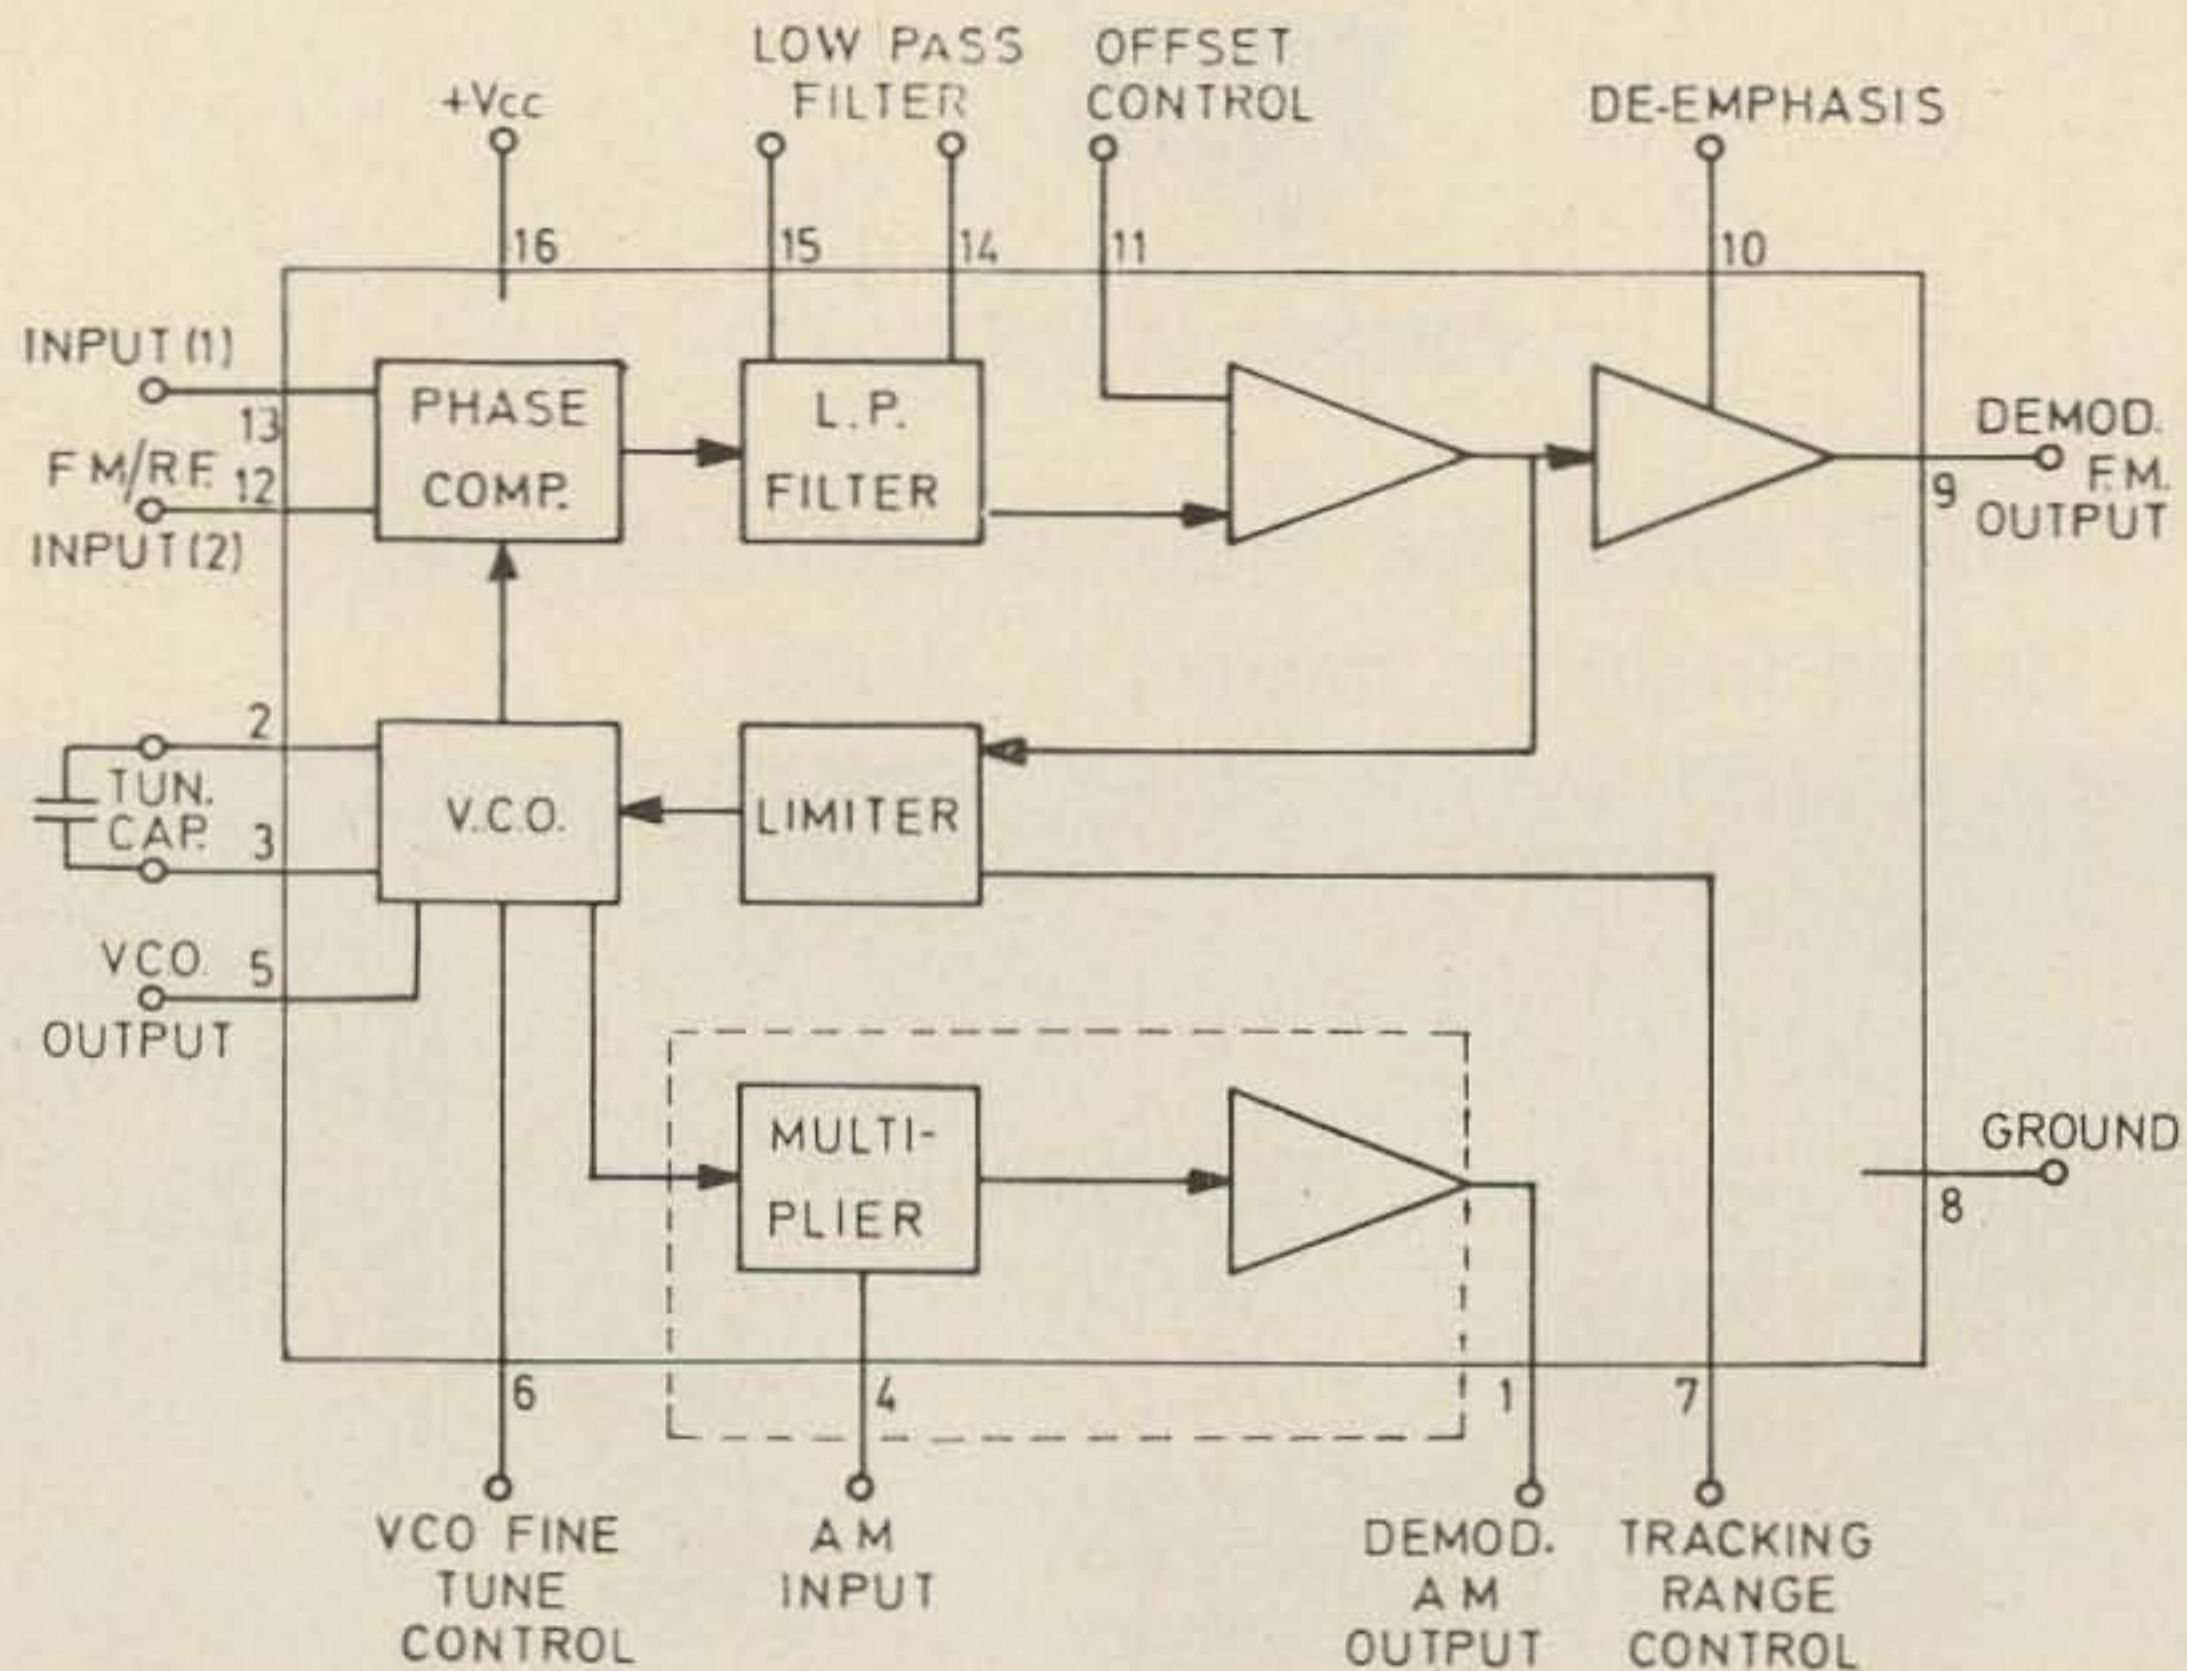 LOW PASS
FILTER
OFFSET
CONTROL
+Vcc
DE-EMPHASIS
16
15
14
11
10
INPUT (1)
13
F M/R.F.
12
INPUT (2)
PHASE
COMP.
L.P.
FILTER
DEMOD.
F.M.
OUTPUT
9
2
TUN.
CAP.
3
V.C.O.
LIMITER
VCO.
5
OUTPUT
MULTI-
PLIER
GROUND
8
6
4
1
7
VCO FINE
TUNE
CONTROL
A M
INPUT
DEMOD.
A M
OUTPUT
TRACKING
RANGE
CONTROL